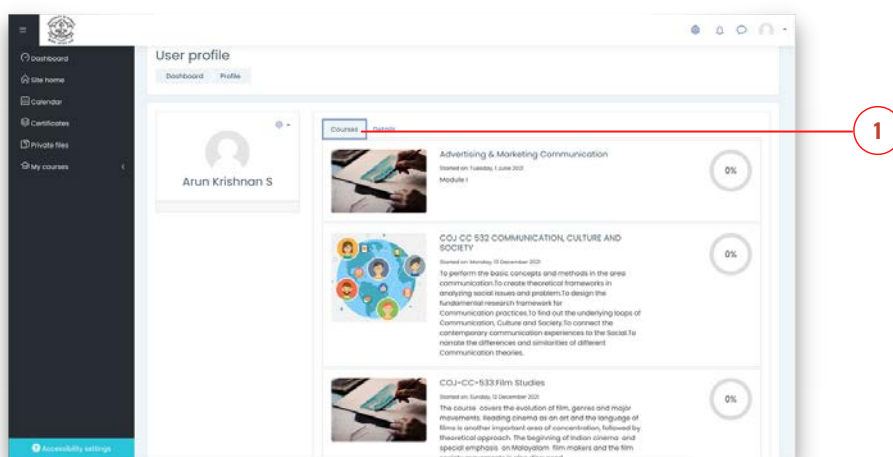 User profile
Dashboard Profile
Dashboard
Site home
Calendar
Certificates
Private files
My courses
Accessibility settings
Arun Krishnan S
Courses Details
1
Advertising & Marketing Communication
Started on: Tuesday, 1 June 2021
Module I
0%
COJ CC 532 COMMUNICATION, CULTURE AND
SOCIETY
Started on: Monday, 13 December 2021
To perform the basic concepts and methods in the area
communication.To create theoretical frameworks in
analyzing social issues and problem.To design the
fundamental research framework for
Communication practices.To find out the underlying loops of
Communication, Culture and Society.To connect the
contemporary communication experiences to the Social.To
narrate the differences and similarities of different
Communication theories.
0%
COJ-CC-533:Film Studies
Started on: Sunday, 12 December 2021
The course covers the evolution of film, genres and major
movements. Reading cinema as an art and the language of
films is another important area of concentration, followed by
theoretical approach. The beginning of Indian cinema and
special emphasis on Malayalam film makers and the film
0%